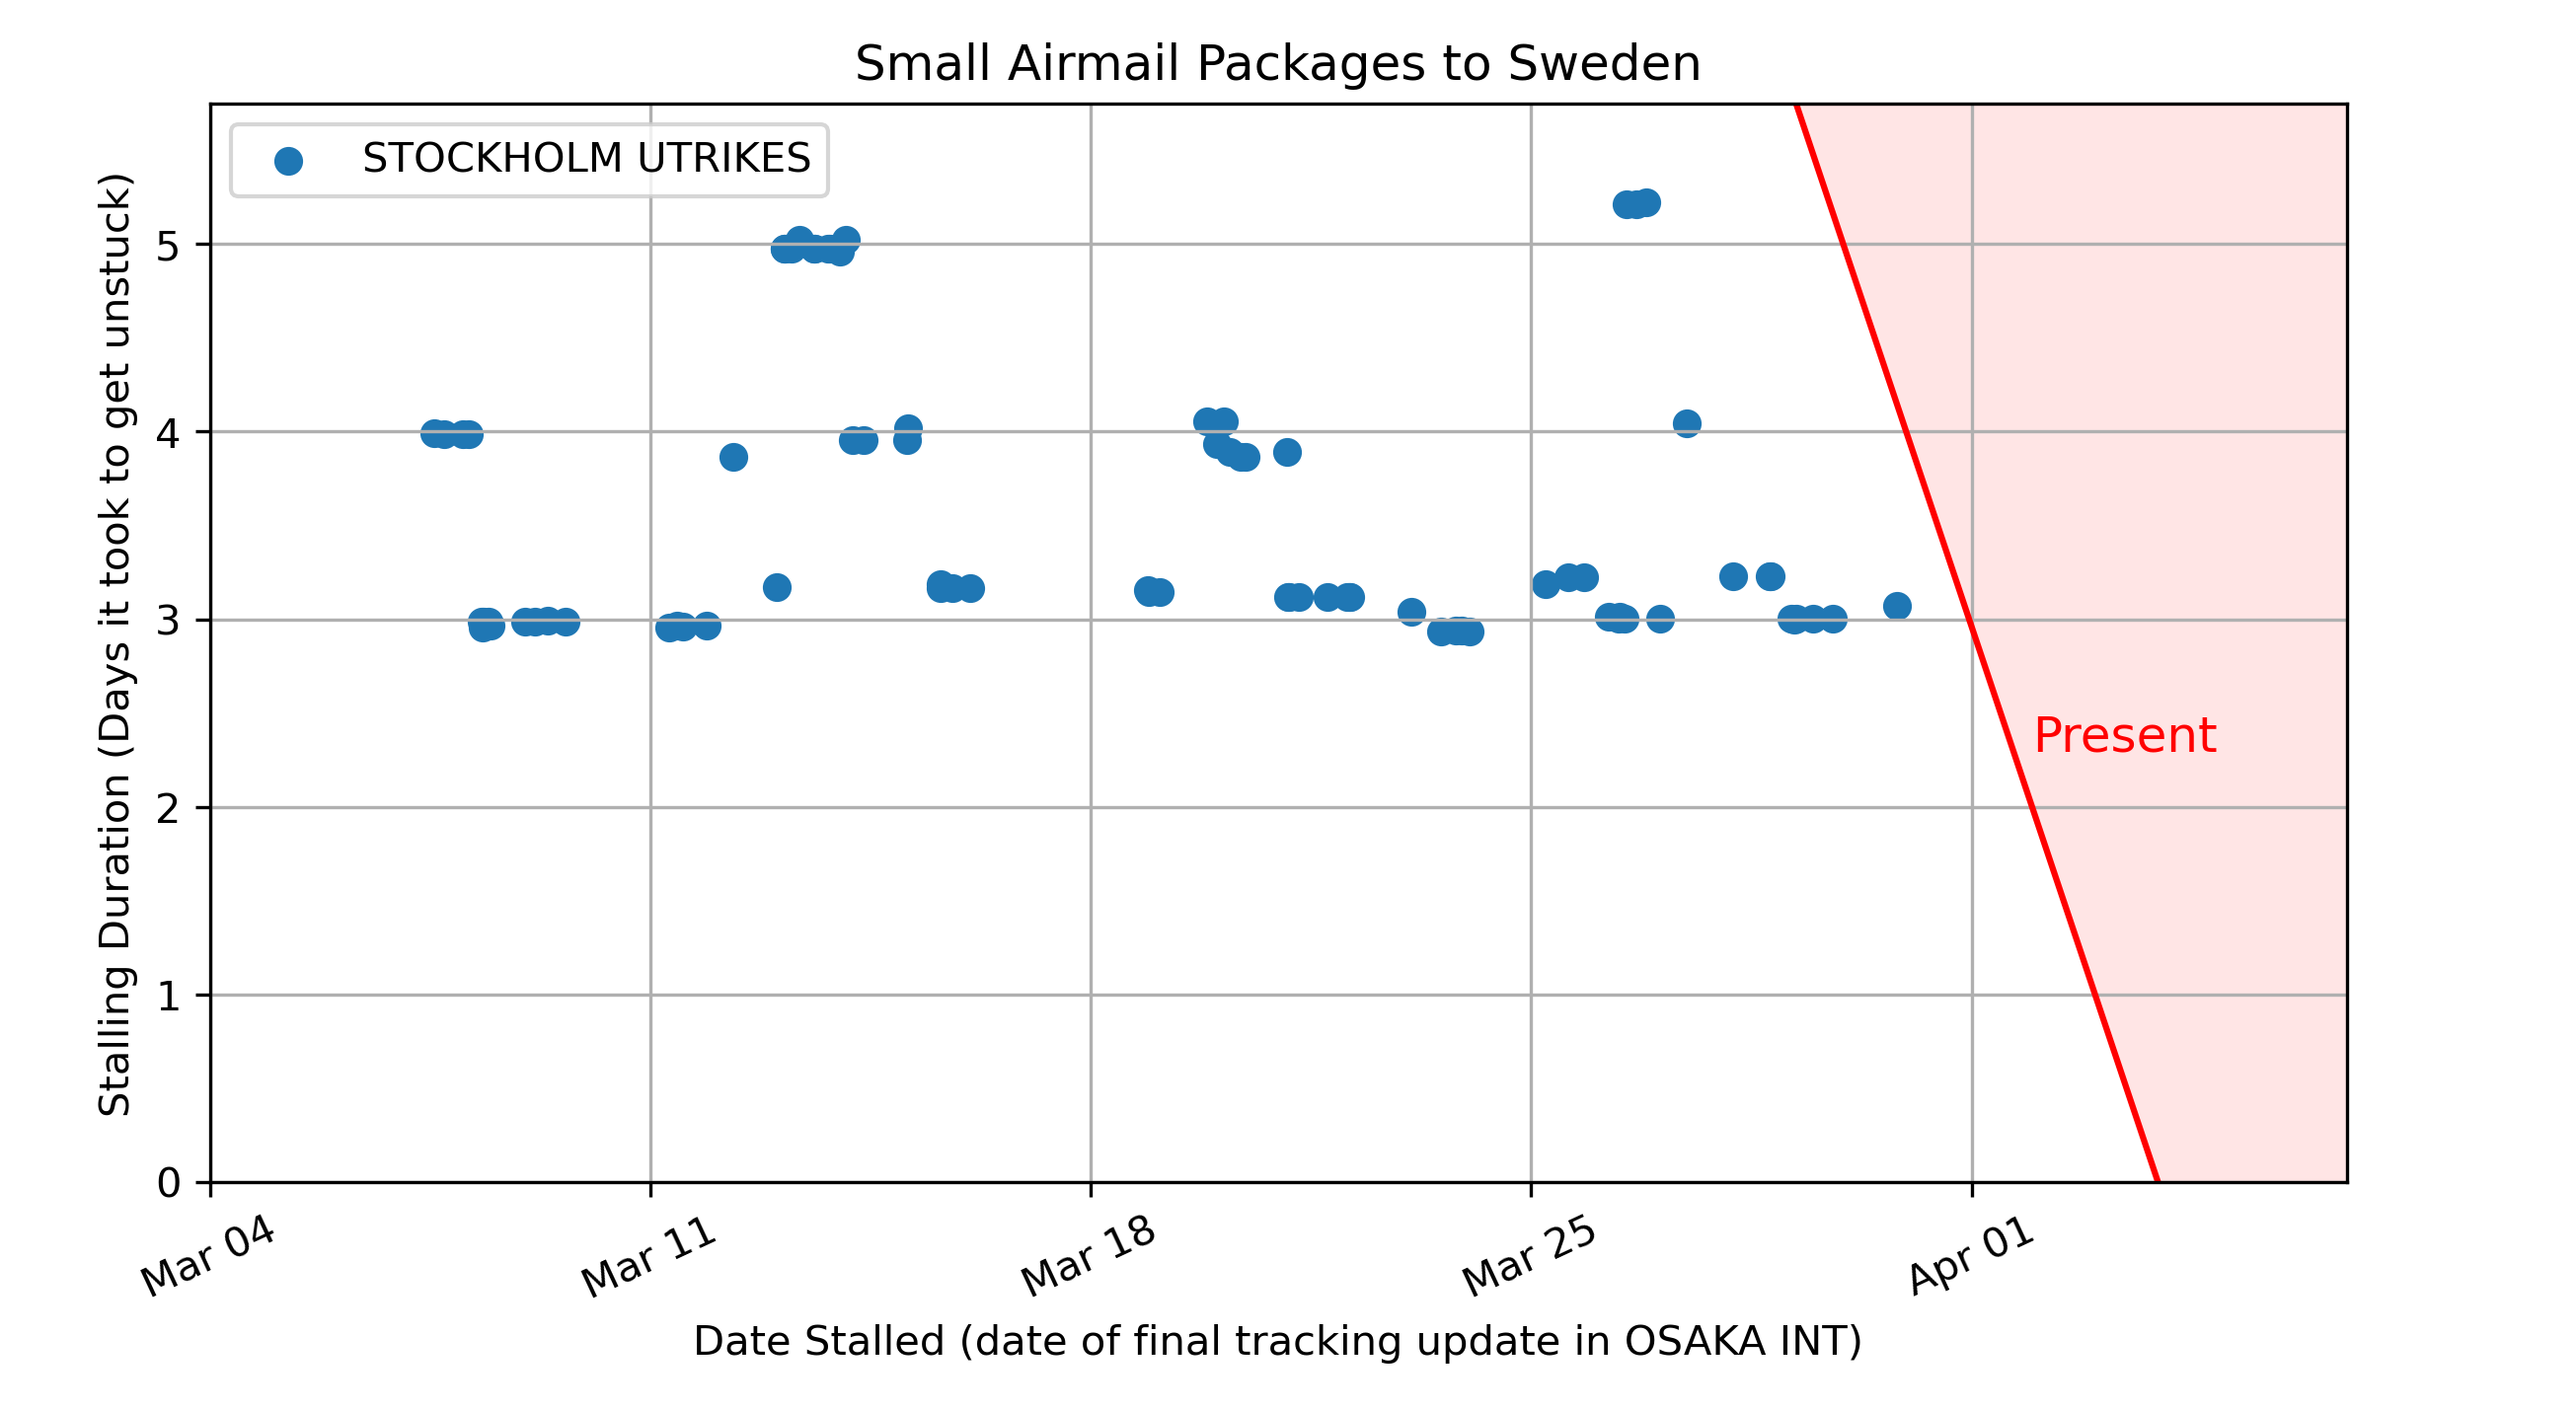 Small Airmail Packages to Sweden
STOCKHOLM UTRIKES
Stalling Duration (Days it took to get unstuck)
5
4
3
2
1
0
Present
Mar 04
Mar 11
Mar 18
Mar 25
Apr 01
Date Stalled (date of final tracking update in OSAKA INT)